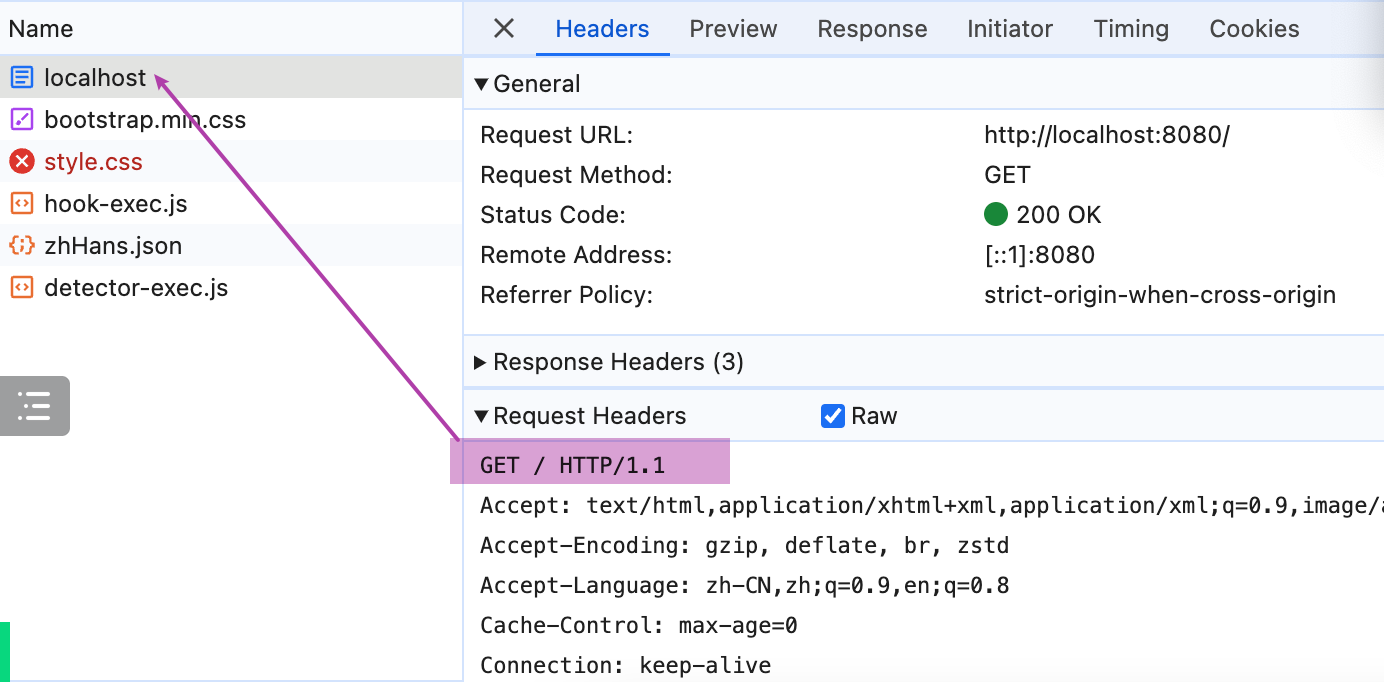 Name
localhost
bootstrap.min.css
style.css
hook-exec.js
zhHans.json
detector-exec.js
Headers Preview Response Initiator Timing Cookies
General
Request URL: http://localhost:8080/
Request Method: GET
Status Code: 200 OK
Remote Address: [::1]:8080
Referrer Policy: strict-origin-when-cross-origin
Response Headers (3)
Request Headers Raw
GET / HTTP/1.1
Accept: text/html,application/xhtml+xml,application/xml;q=0.9,image/
Accept-Encoding: gzip, deflate, br, zstd
Accept-Language: zh-CN,zh;q=0.9,en;q=0.8
Cache-Control: max-age=0
Connection: keep-alive